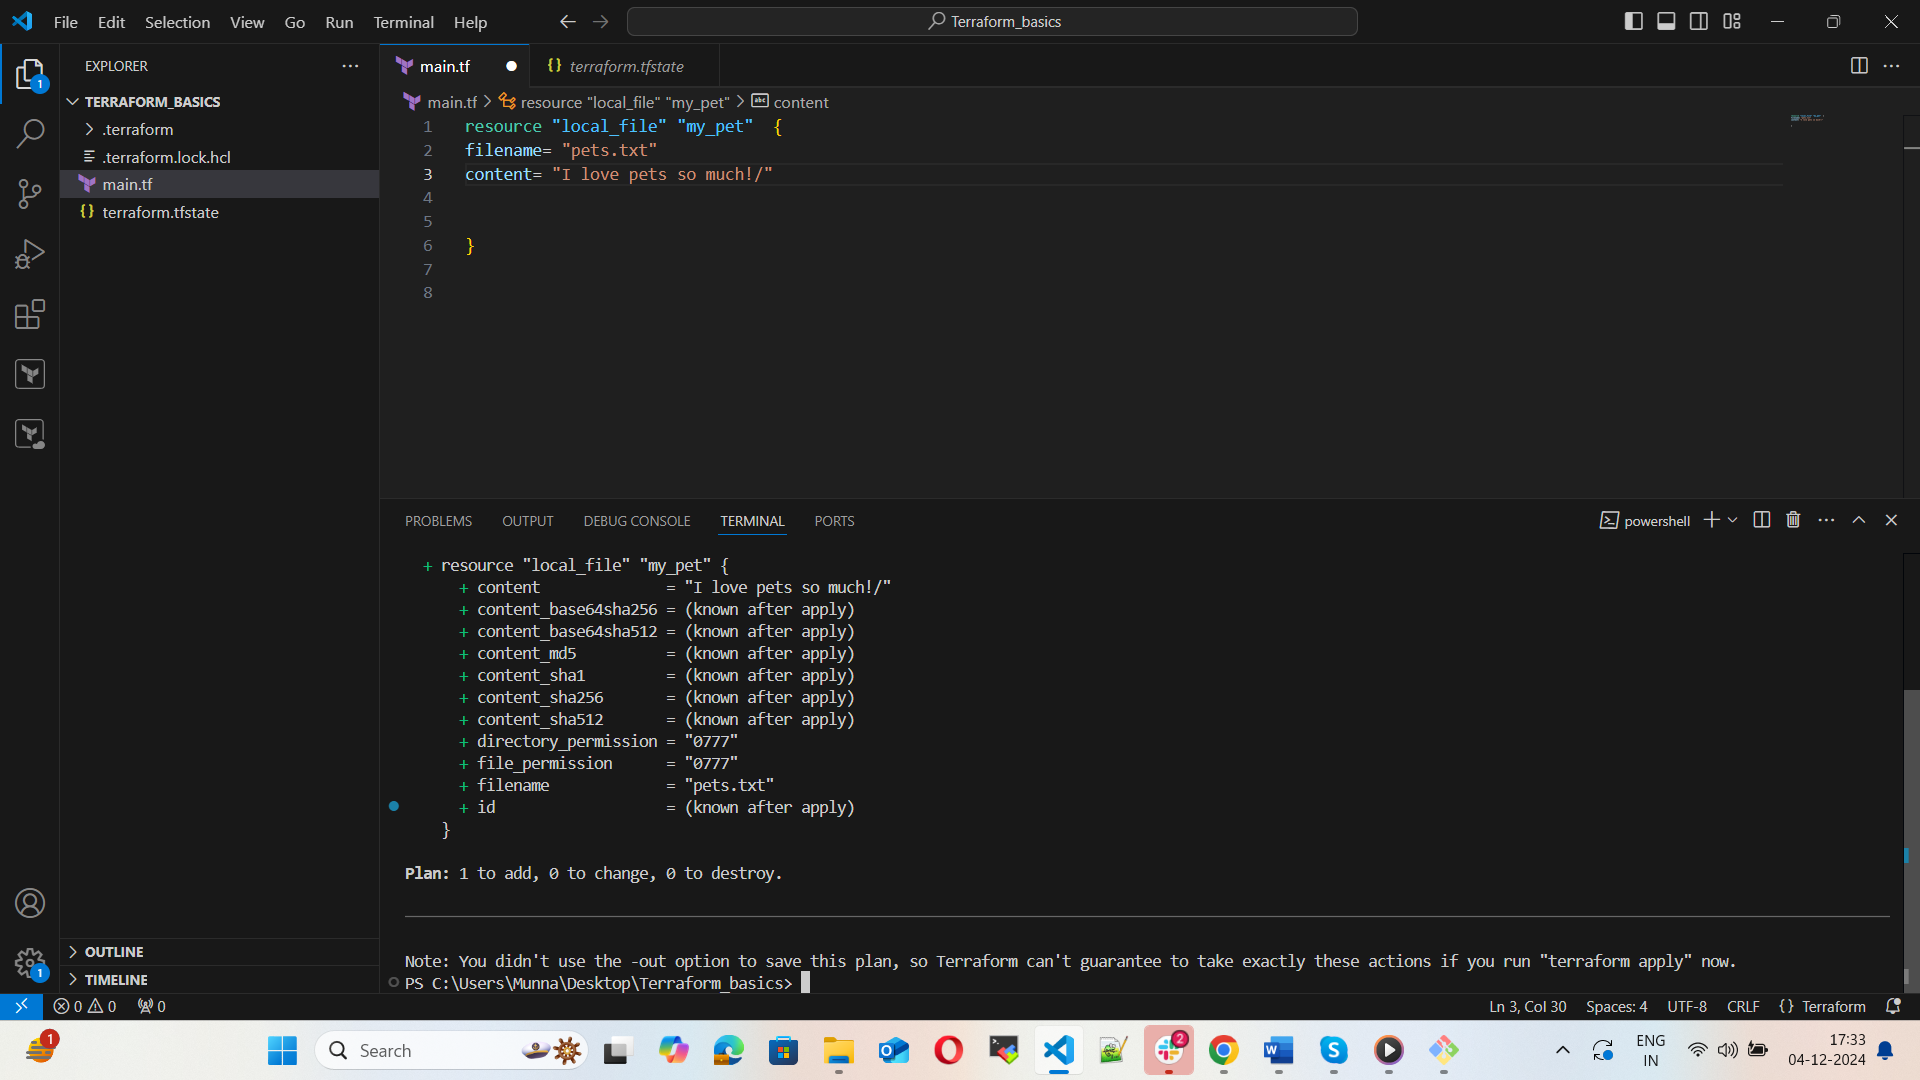 File Edit Selection View Go Run Terminal Help
Terraform_basics
EXPLORER
1
TERRAFORM_BASICS
.terraform
.terraform.lock.hcl
main.tf
terraform.tfstate
OUTLINE
TIMELINE
1
main.tf
terraform.tfstate
main.tf > resource "local_file" "my_pet" > content
1 resource "local_file" "my_pet"  {
2 filename= "pets.txt"
3 content= "I love pets so much!/"
4
5
6 }
7
8
PROBLEMS OUTPUT DEBUG CONSOLE TERMINAL PORTS
powershell
+ resource "local_file" "my_pet" {
+ content              = "I love pets so much!/"
+ content_base64sha256 = (known after apply)
+ content_base64sha512 = (known after apply)
+ content_md5          = (known after apply)
+ content_sha1         = (known after apply)
+ content_sha256       = (known after apply)
+ content_sha512       = (known after apply)
+ directory_permission = "0777"
+ file_permission      = "0777"
+ filename             = "pets.txt"
+ id                   = (known after apply)
}
Plan: 1 to add, 0 to change, 0 to destroy.
Note: You didn't use the -out option to save this plan, so Terraform can't guarantee to take exactly these actions if you run "terraform apply" now.
PS C:\Users\Munna\Desktop\Terraform_basics>
0 0 0
Ln 3, Col 30 Spaces: 4 UTF-8 CRLF {} Terraform
1
Search
2
ENG
IN
17:33
04-12-2024